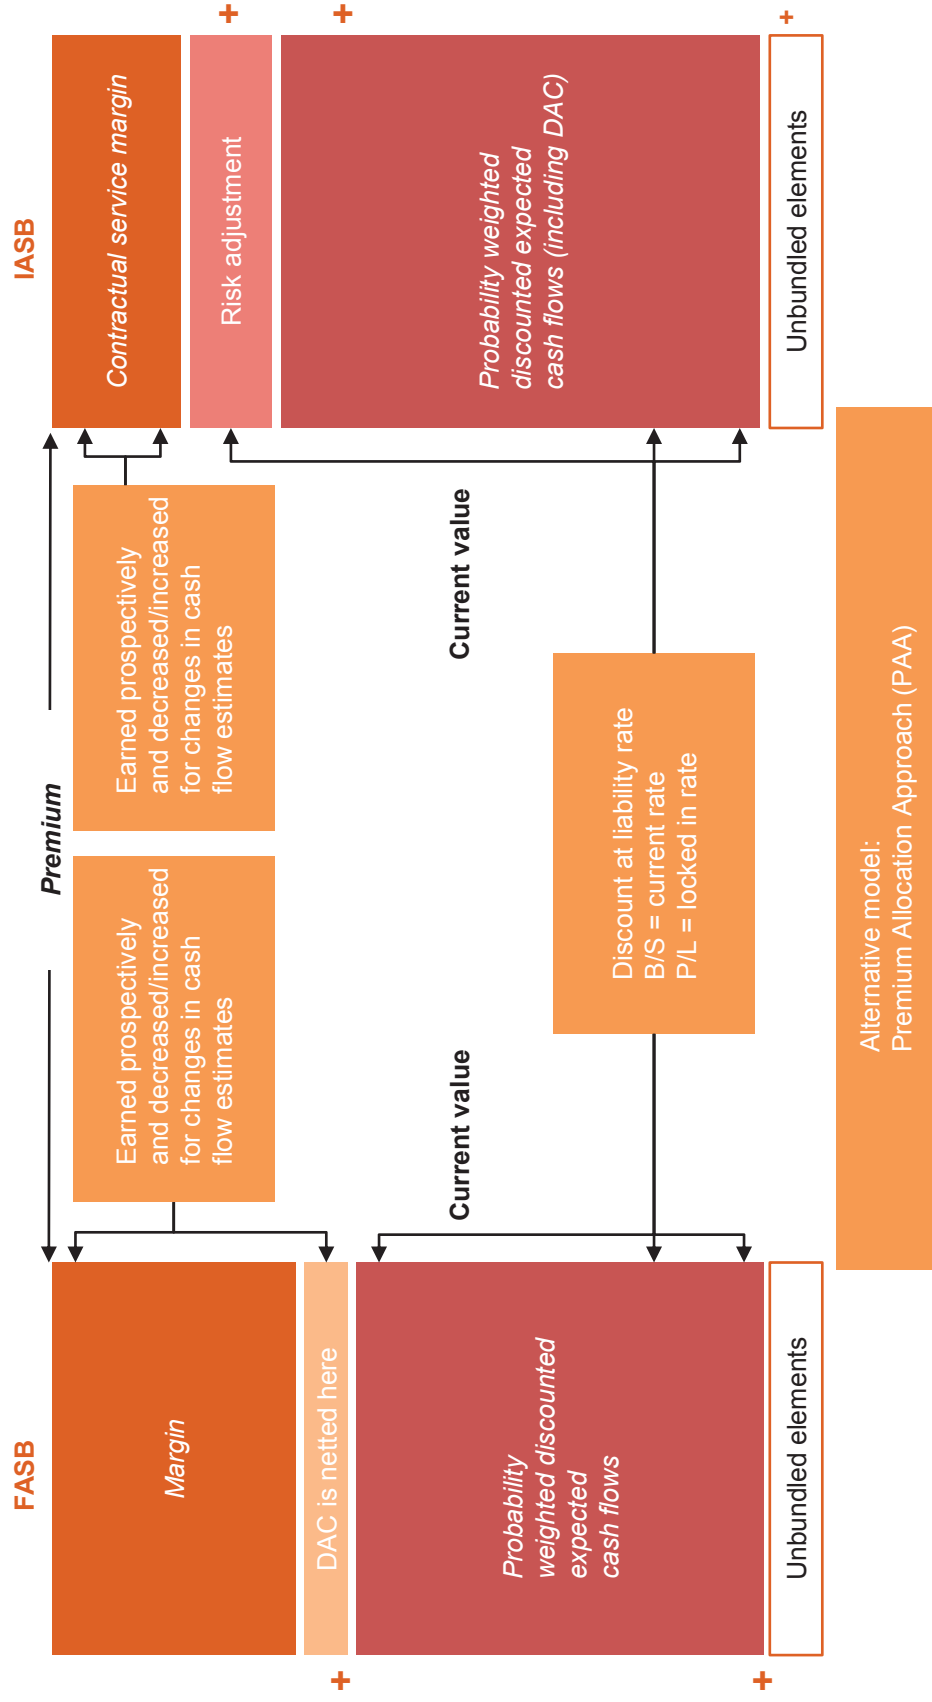 FASB
IASB
Premium
Margin
Earned prospectively
and decreased/increased
for changes in cash
flow estimates
Earned prospectively
and decreased/increased
for changes in cash
flow estimates
Contractual service margin
+
Risk adjustment
+
DAC is netted here
+
Probability
weighted discounted
expected
cash flows
Current value
Current value
Probability weighted
discounted expected
cash flows (including DAC)
Discount at liability rate
B/S = current rate
P/L = locked in rate
+
Unbundled elements
+
Unbundled elements
Alternative model:
Premium Allocation Approach (PAA)